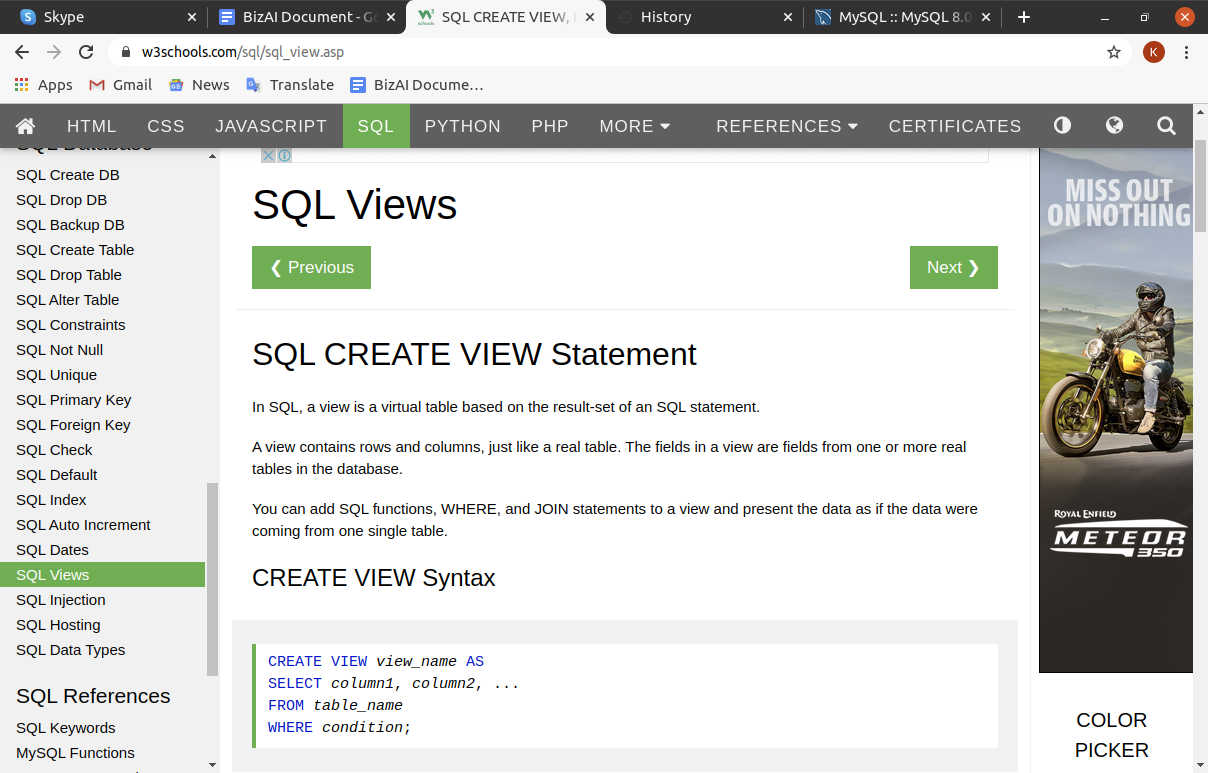 Skype
BizAI Document - Go
SQL CREATE VIEW,
History
MySQL :: MySQL 8.0
w3schools.com/sql/sql_view.asp
K
Apps
Gmail
News
Translate
BizAI Docume...
HTML
CSS
JAVASCRIPT
SQL
PYTHON
PHP
MORE
REFERENCES
CERTIFICATES
SQL Database
SQL Create DB
SQL Drop DB
SQL Backup DB
SQL Create Table
SQL Drop Table
SQL Alter Table
SQL Constraints
SQL Not Null
SQL Unique
SQL Primary Key
SQL Foreign Key
SQL Check
SQL Default
SQL Index
SQL Auto Increment
SQL Dates
SQL Views
SQL Injection
SQL Hosting
SQL Data Types
SQL References
SQL Keywords
MySQL Functions
SQL Views
❮ Previous
Next ❯
SQL CREATE VIEW Statement
In SQL, a view is a virtual table based on the result-set of an SQL statement.
A view contains rows and columns, just like a real table. The fields in a view are fields from one or more real
tables in the database.
You can add SQL functions, WHERE, and JOIN statements to a view and present the data as if the data were
coming from one single table.
CREATE VIEW Syntax
CREATE VIEW view_name AS
SELECT column1, column2, ...
FROM table_name
WHERE condition;
MISS OUT
ON NOTHING
ROYAL ENFIELD
METEOR
350
COLOR
PICKER